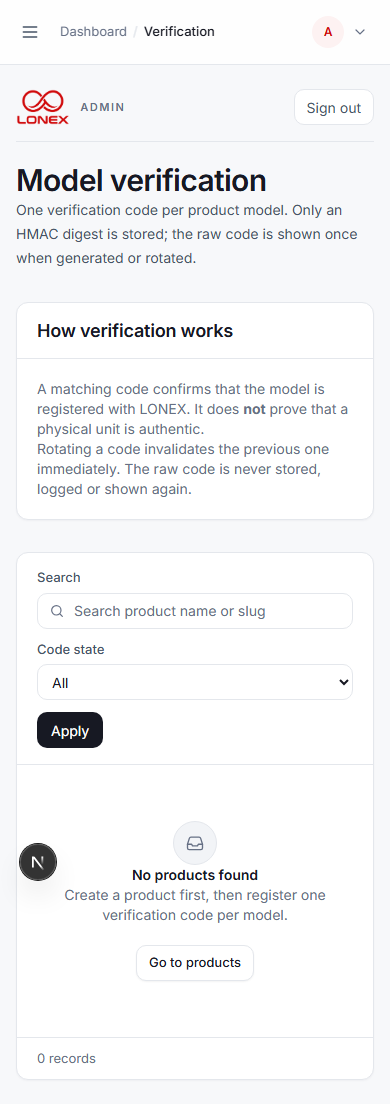 Dashboard / Verification
A
LONEX
ADMIN
Sign out
Model verification
One verification code per product model. Only an
HMAC digest is stored; the raw code is shown once
when generated or rotated.
How verification works
A matching code confirms that the model is
registered with LONEX. It does not prove that a
physical unit is authentic.
Rotating a code invalidates the previous one
immediately. The raw code is never stored,
logged or shown again.
Search
Search product name or slug
Code state
All
Apply
N
No products found
Create a product first, then register one
verification code per model.
Go to products
0 records